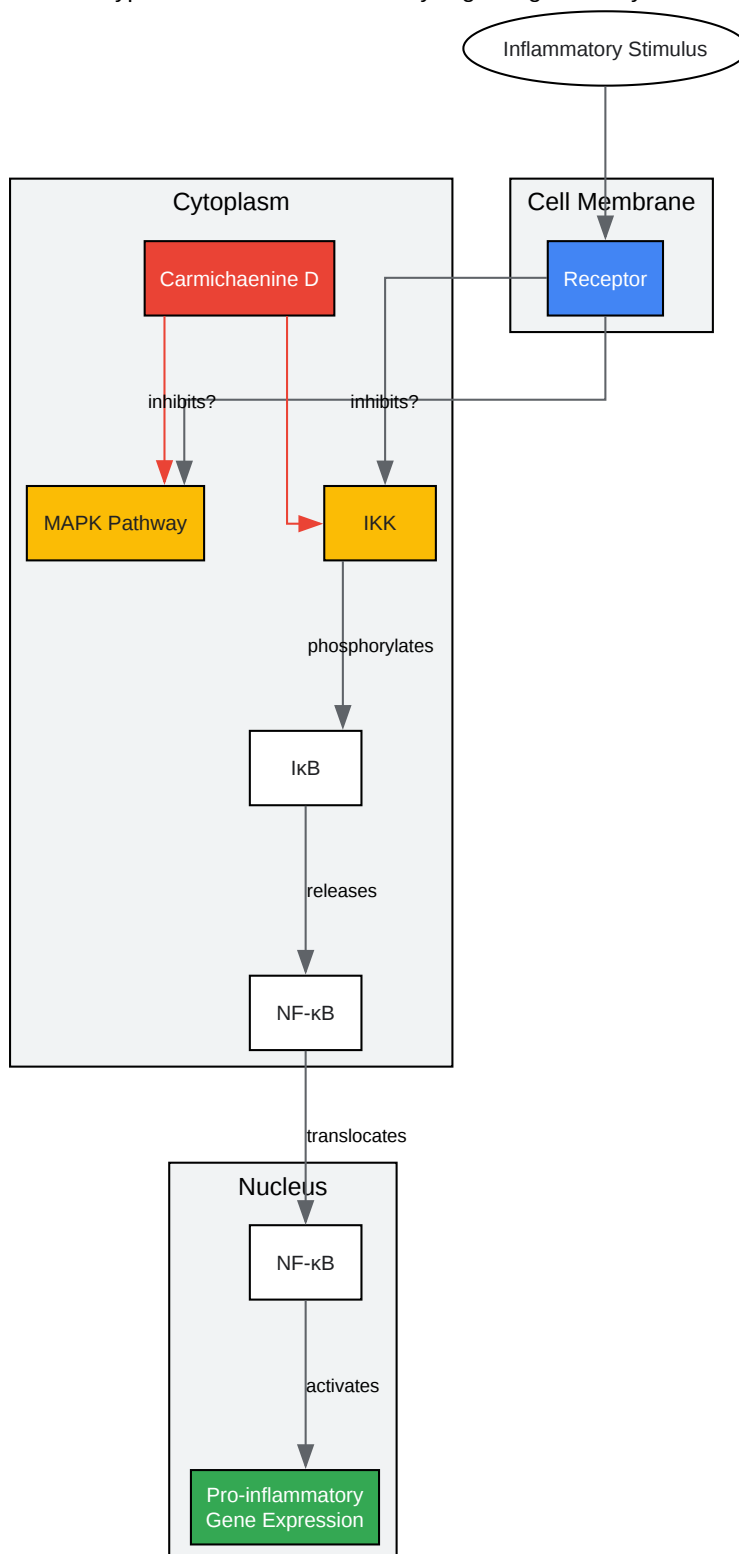 Inflammatory Stimulus
Cytoplasm
Cell Membrane
Carmichaenine D
Receptor
inhibits?
inhibits?
MAPK Pathway
IKK
phosphorylates
IκB
releases
NF-κB
translocates
Nucleus
NF-κB
activates
Pro-inflammatory
Gene Expression